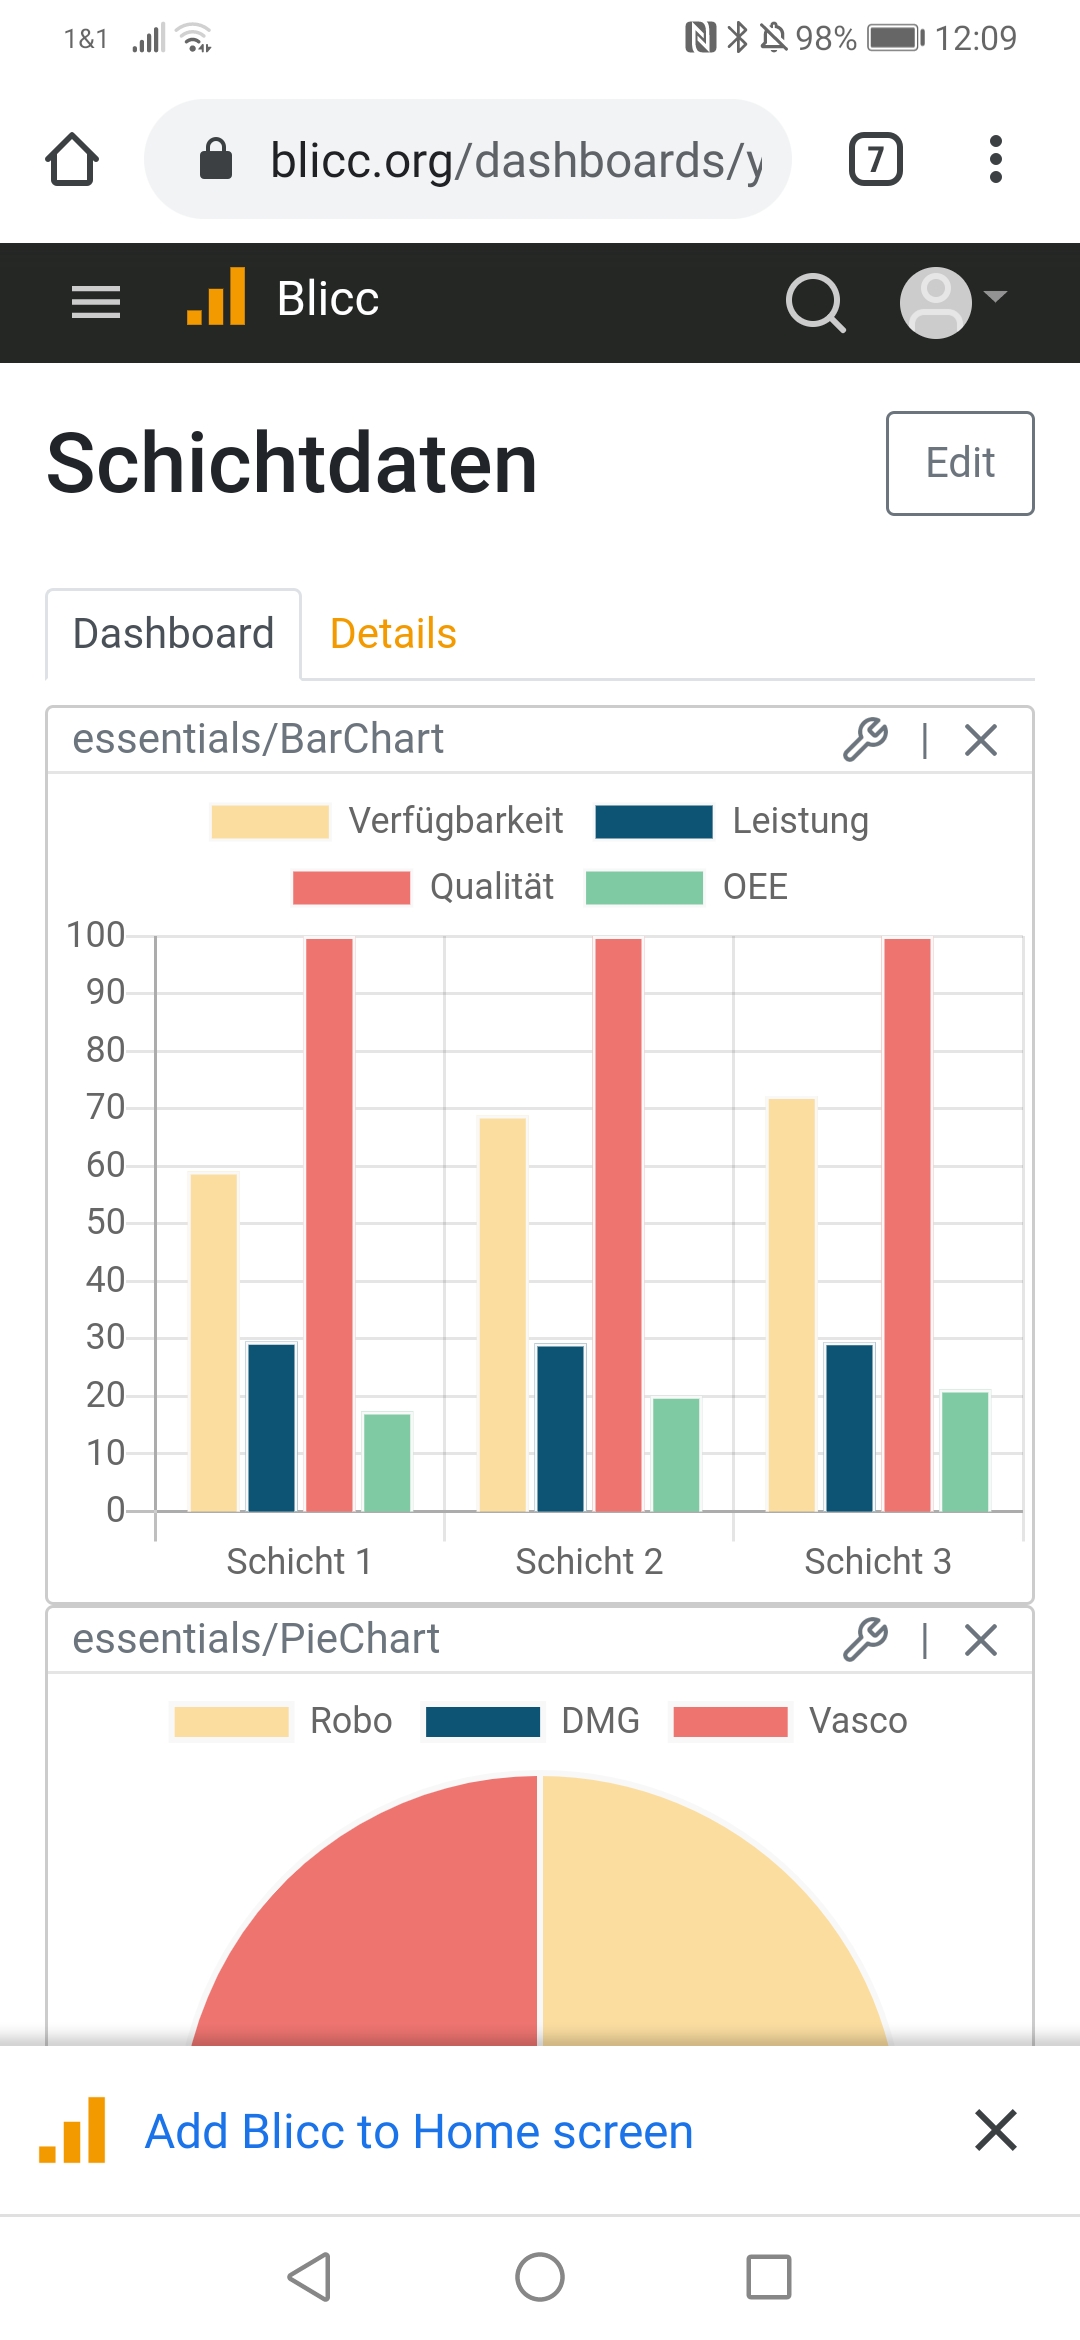 1&1 98% 12:09
blicc.org/dashboards/y 7
Blicc
Schichtdaten Edit
Dashboard Details
essentials/BarChart
Verfügbarkeit Leistung
Qualität OEE
100
90
80
70
60
50
40
30
20
10
0
Schicht 1 Schicht 2 Schicht 3
essentials/PieChart
Robo DMG Vasco
Add Blicc to Home screen